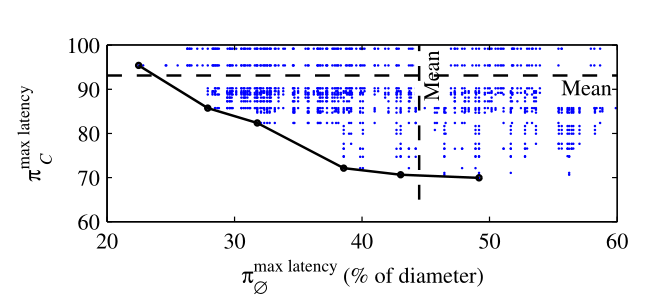 100
90
80
70
60
20 30 40 50 60
Mean
Mean
π_C^max latency
π_∅^max latency (% of diameter)